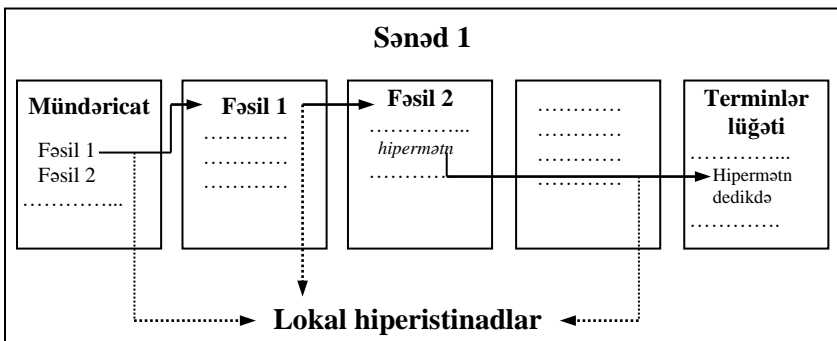 Sənəd 1
Mündəricat
Fəsil 1
Fəsil 2
…………...
Fəsil 1
…………
…………
…………
Fəsil 2
…………...
hipermətn
…………
…………
…………
…………
…………
Terminlər
lüğəti
…………...
Hipermətn
dedikdə
………….
Lokal hiperistinadlar